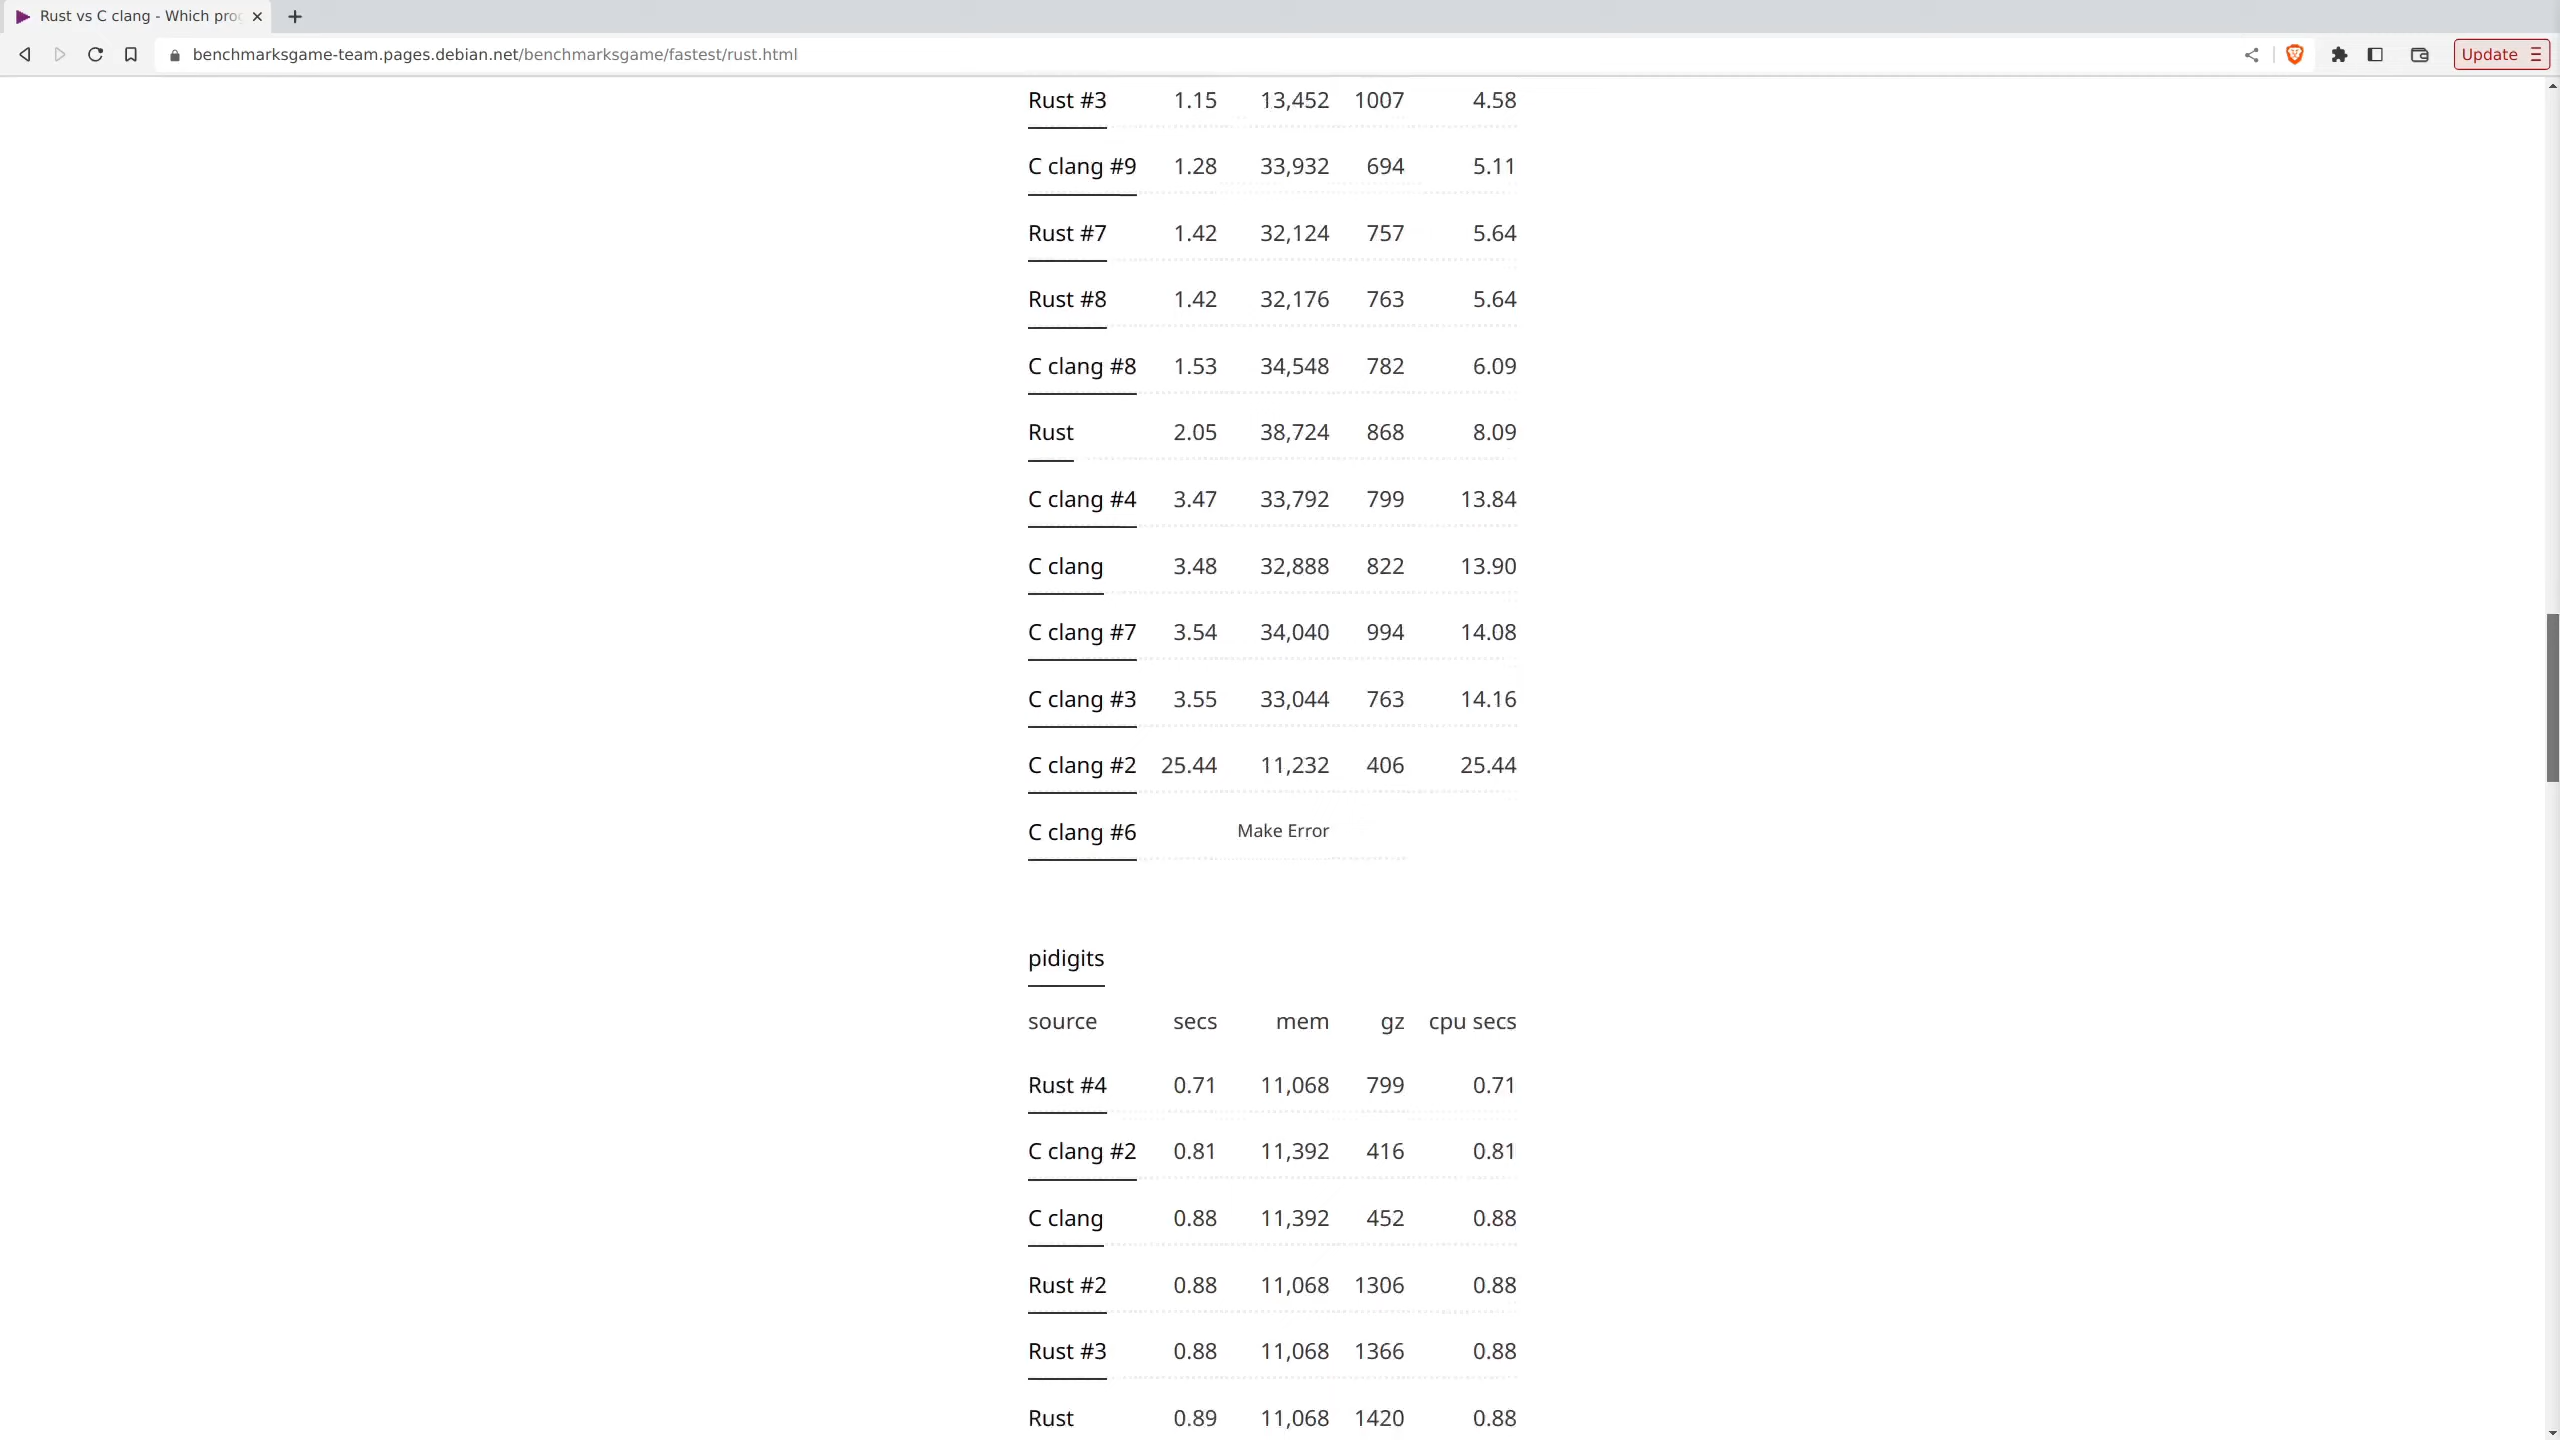 Rust vs C clang - Which pro
benchmarksgame-team.pages.debian.net/benchmarksgame/fastest/rust.html
Update
Rust #3 1.15 13,452 1007 4.58
C clang #9 1.28 33,932 694 5.11
Rust #7 1.42 32,124 757 5.64
Rust #8 1.42 32,176 763 5.64
C clang #8 1.53 34,548 782 6.09
Rust 2.05 38,724 868 8.09
C clang #4 3.47 33,792 799 13.84
C clang 3.48 32,888 822 13.90
C clang #7 3.54 34,040 994 14.08
C clang #3 3.55 33,044 763 14.16
C clang #2 25.44 11,232 406 25.44
C clang #6 Make Error
pidigits
source secs mem gz cpu secs
Rust #4 0.71 11,068 799 0.71
C clang #2 0.81 11,392 416 0.81
C clang 0.88 11,392 452 0.88
Rust #2 0.88 11,068 1306 0.88
Rust #3 0.88 11,068 1366 0.88
Rust 0.89 11,068 1420 0.88